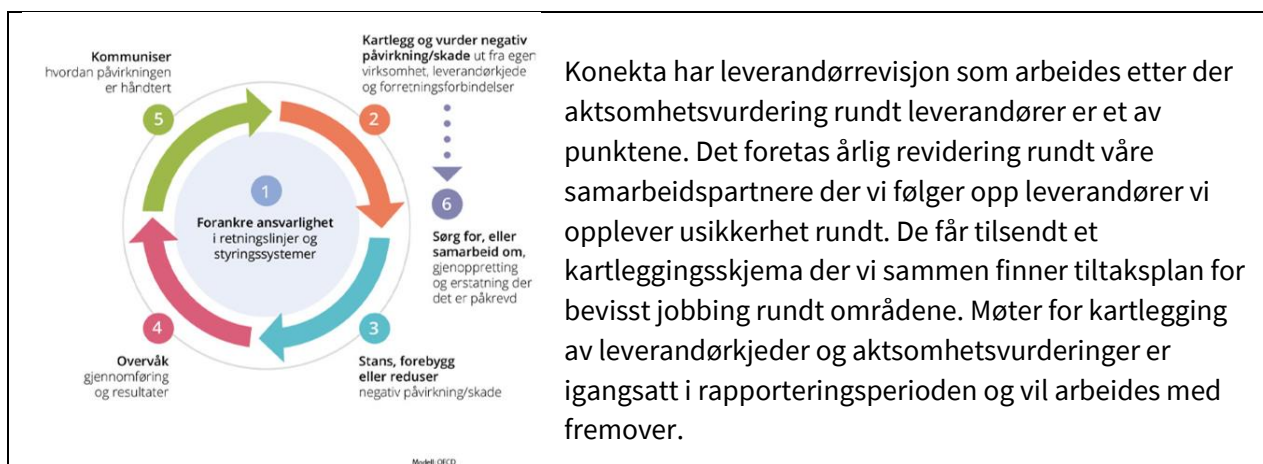 1
Forankre ansvarlighet
i retningslinjer og
styringssystemer
Kartlegg og vurder negativ
påvirkning/skade ut fra egen
virksomhet, leverandørkjede
og forretningsforbindelser
2
6
Sørg for, eller
samarbeid om,
gjenoppretting
og erstatning der
det er påkrevd
3
Stans, forebygg
eller reduser
negativ påvirkning/skade
4
Overvåk
gjennomføring
og resultater
Kommuniser
hvordan påvirkningen
er håndtert
5
Modell: OECD
Konekta har leverandørrevisjon som arbeides etter der
aktsomhetsvurdering rundt leverandører er et av
punktene. Det foretas årlig revidering rundt våre
samarbeidspartnere der vi følger opp leverandører vi
opplever usikkerhet rundt. De får tilsendt et
kartleggingsskjema der vi sammen finner tiltaksplan for
bevisst jobbing rundt områdene. Møter for kartlegging
av leverandørkjeder og aktsomhetsvurderinger er
igangsatt i rapporteringsperioden og vil arbeides med
fremover.